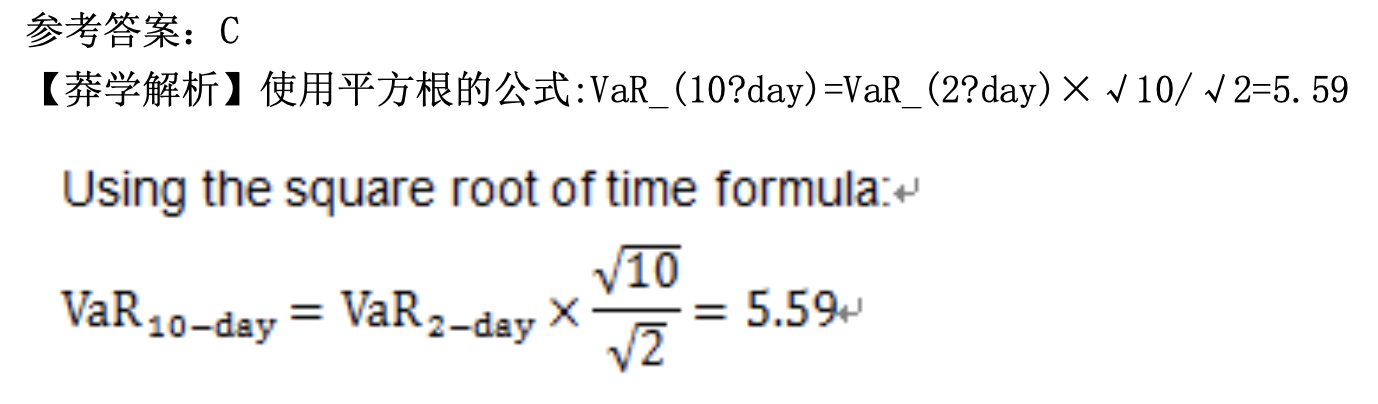 参考答案: C
【莽学解析】使用平方根的公式:VaR_(10?day)=VaR_(2?day)×√10/√2=5.59
Using the square root of time formula:↵
VaR₁₀₋day = VaR₂₋day × √10/√2 = 5.59↵